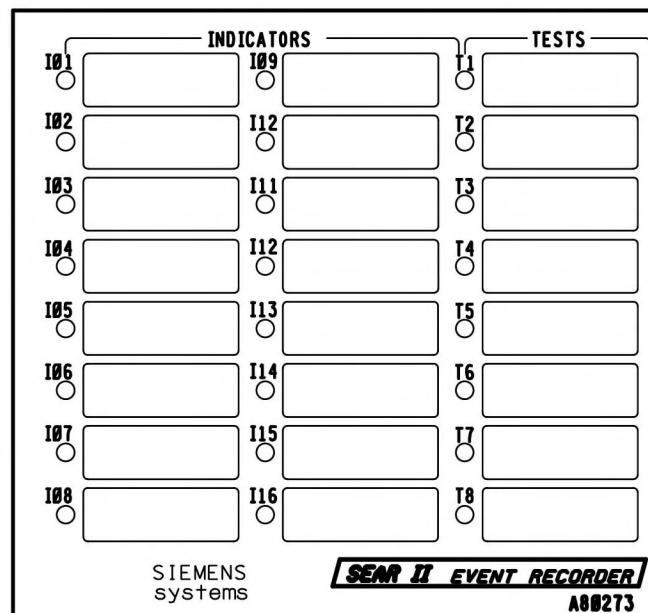 INDICATORS TESTS
I01 I09 T1
I02 I12 T2
I03 I11 T3
I04 I12 T4
I05 I13 T5
I06 I14 T6
I07 I15 T7
I08 I16 T8
SIEMENS
systems
SEAR II EVENT RECORDER
A80273